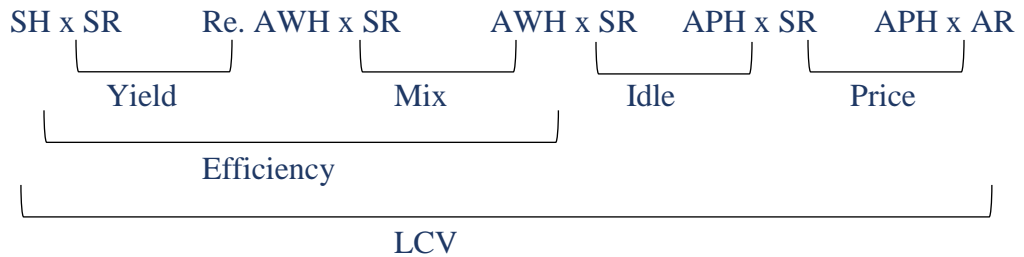 SH x SR Re. AWH x SR AWH x SR APH x SR APH x AR
Yield Mix Idle Price
Efficiency
LCV